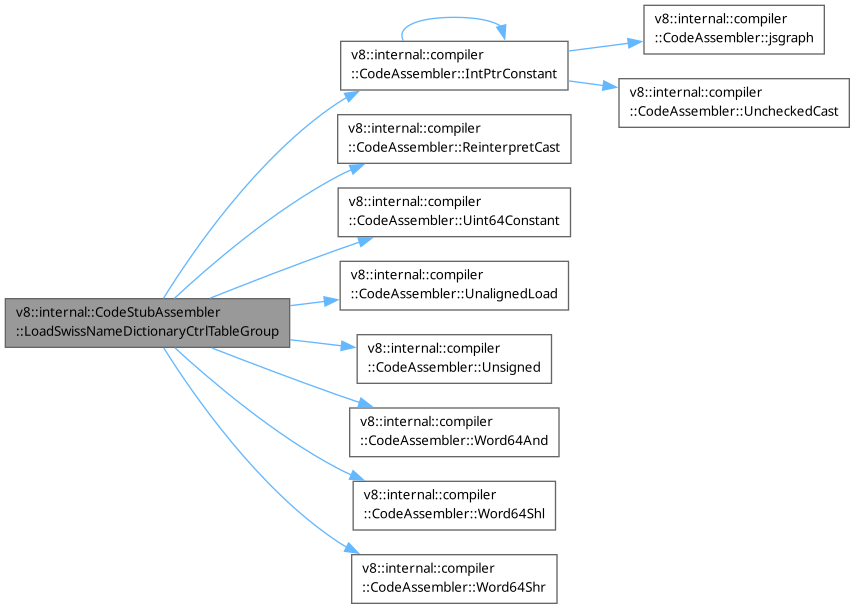 v8::internal::CodeStubAssembler
::LoadSwissNameDictionaryCtrlTableGroup
v8::internal::compiler
::CodeAssembler::IntPtrConstant
v8::internal::compiler
::CodeAssembler::jsgraph
v8::internal::compiler
::CodeAssembler::UncheckedCast
v8::internal::compiler
::CodeAssembler::ReinterpretCast
v8::internal::compiler
::CodeAssembler::Uint64Constant
v8::internal::compiler
::CodeAssembler::UnalignedLoad
v8::internal::compiler
::CodeAssembler::Unsigned
v8::internal::compiler
::CodeAssembler::Word64And
v8::internal::compiler
::CodeAssembler::Word64Shl
v8::internal::compiler
::CodeAssembler::Word64Shr